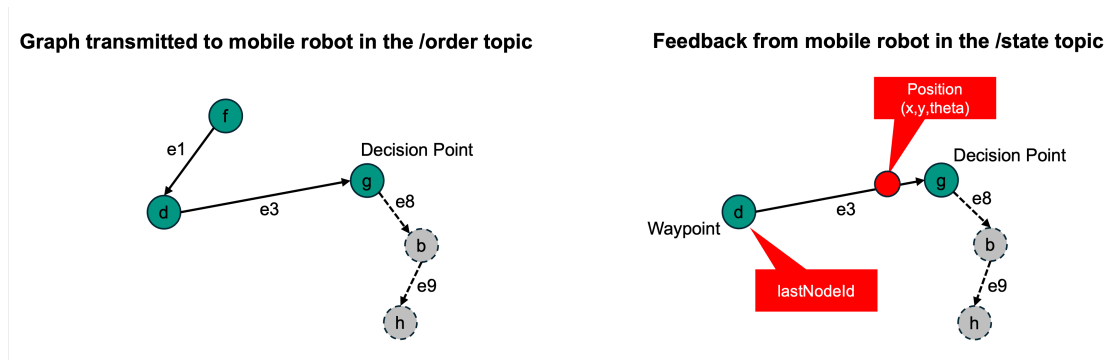 Graph transmitted to mobile robot in the /order topic
f
e1
Decision Point
g
d
e3
e8
b
e9
h
Feedback from mobile robot in the /state topic
Position
(x,y,theta)
Decision Point
g
d
e3
e8
Waypoint
b
lastNodeId
e9
h